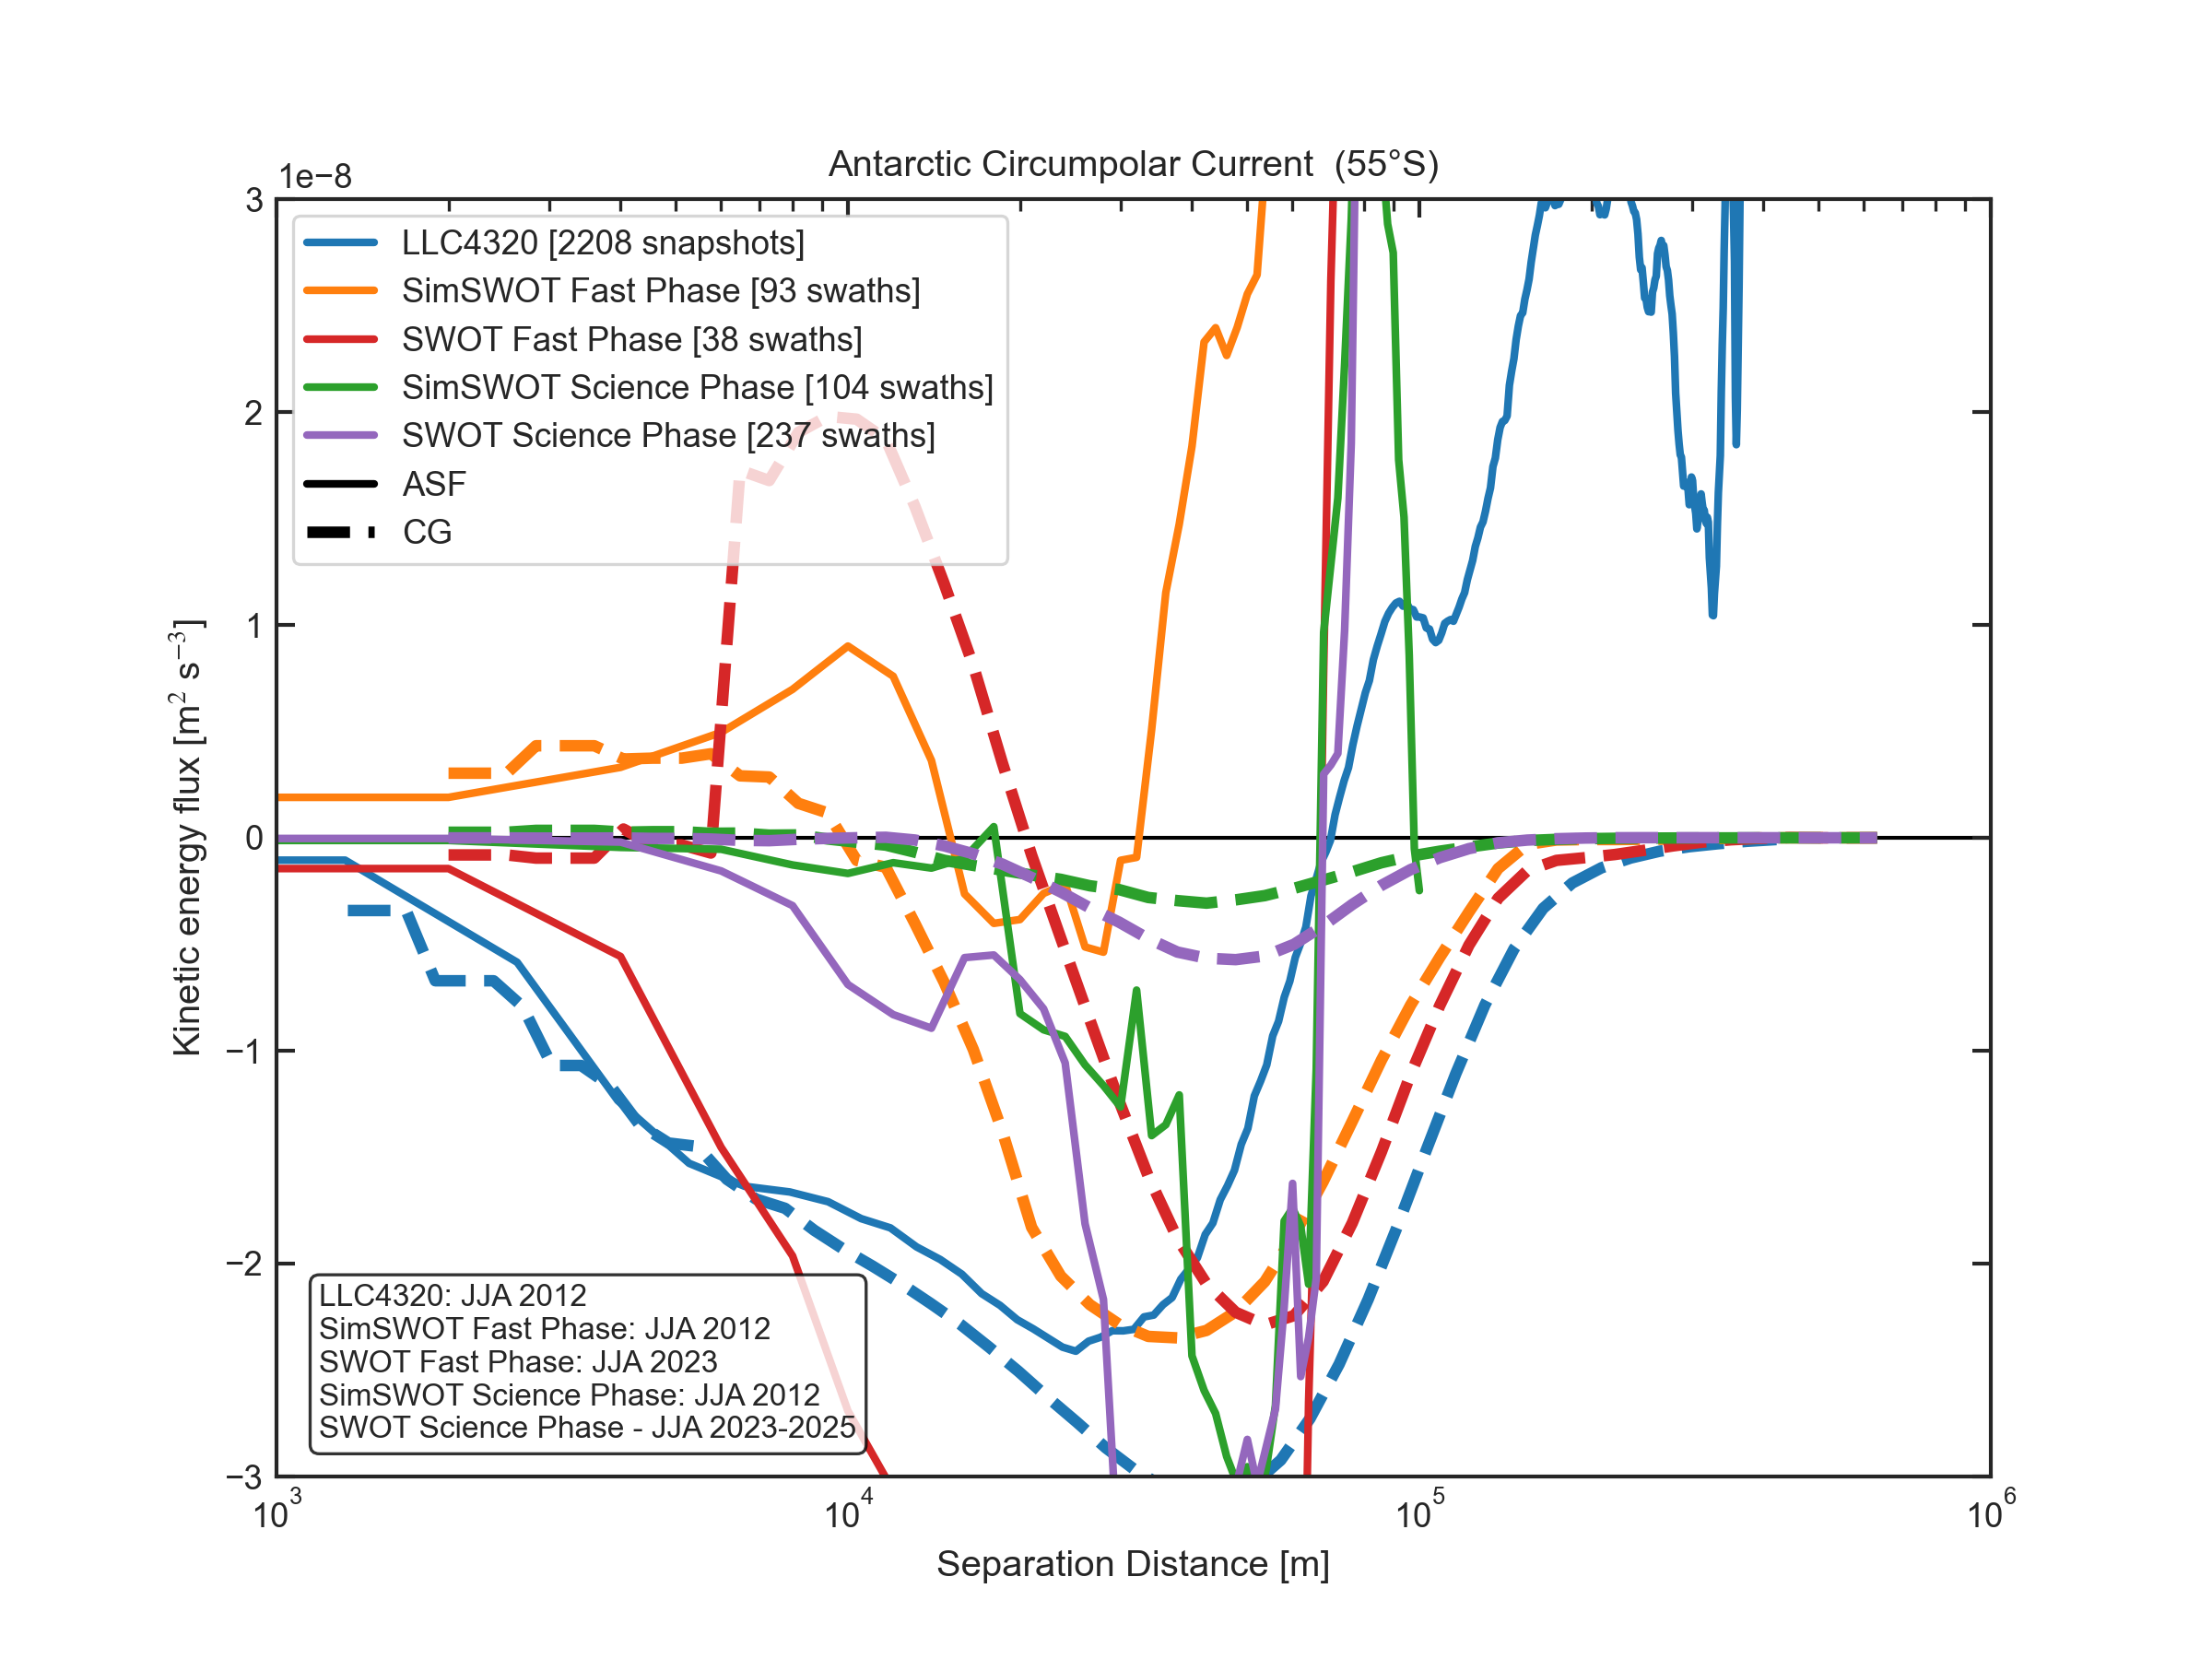 Antarctic Circumpolar Current (55°S)
1e−8
3
2
1
0
−1
−2
−3
Kinetic energy flux [m² s⁻³]
LLC4320 [2208 snapshots]
SimSWOT Fast Phase [93 swaths]
SWOT Fast Phase [38 swaths]
SimSWOT Science Phase [104 swaths]
SWOT Science Phase [237 swaths]
ASF
CG
LLC4320: JJA 2012
SimSWOT Fast Phase: JJA 2012
SWOT Fast Phase: JJA 2023
SimSWOT Science Phase: JJA 2012
SWOT Science Phase - JJA 2023-2025
10³ 10⁴ 10⁵ 10⁶
Separation Distance [m]